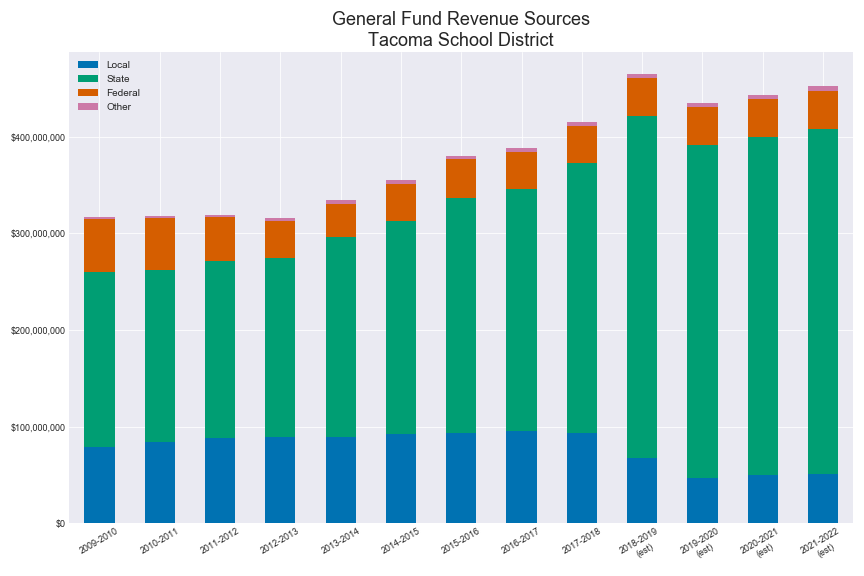 General Fund Revenue Sources
Tacoma School District
Local
State
Federal
Other
$400,000,000
$300,000,000
$200,000,000
$100,000,000
$0
2009-2010
2010-2011
2011-2012
2012-2013
2013-2014
2014-2015
2015-2016
2016-2017
2017-2018
2018-2019
(est)
2019-2020
(est)
2020-2021
(est)
2021-2022
(est)